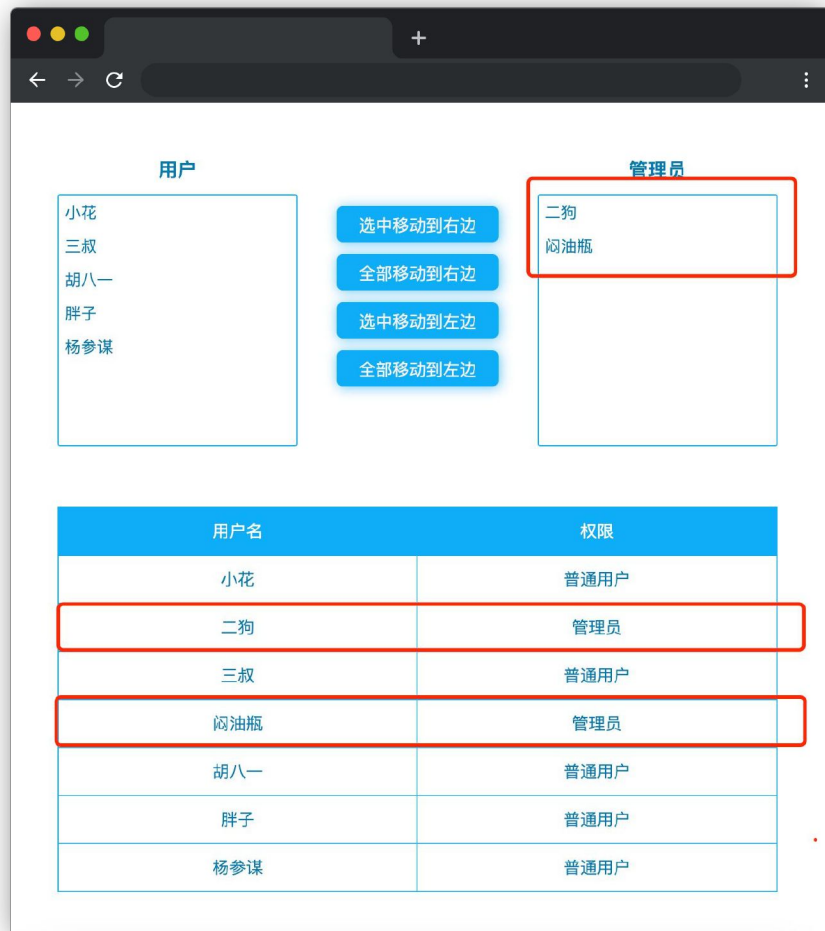 用户
管理员
小花
三叔
胡八一
胖子
杨参谋
选中移动到右边
全部移动到右边
选中移动到左边
全部移动到左边
二狗
闷油瓶
用户名 权限
小花 普通用户
二狗 管理员
三叔 普通用户
闷油瓶 管理员
胡八一 普通用户
胖子 普通用户
杨参谋 普通用户